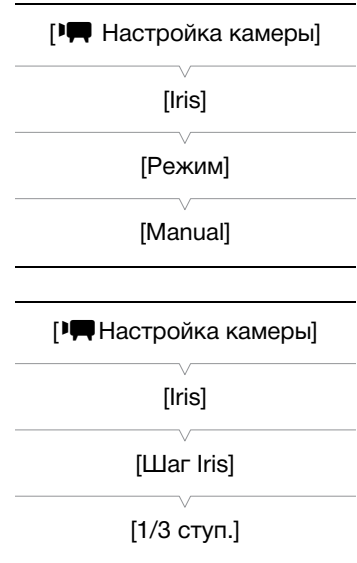 [ Настройка камеры]
[Iris]
[Режим]
[Manual]
[ Настройка камеры]
[Iris]
[Шаг Iris]
[1/3 ступ.]